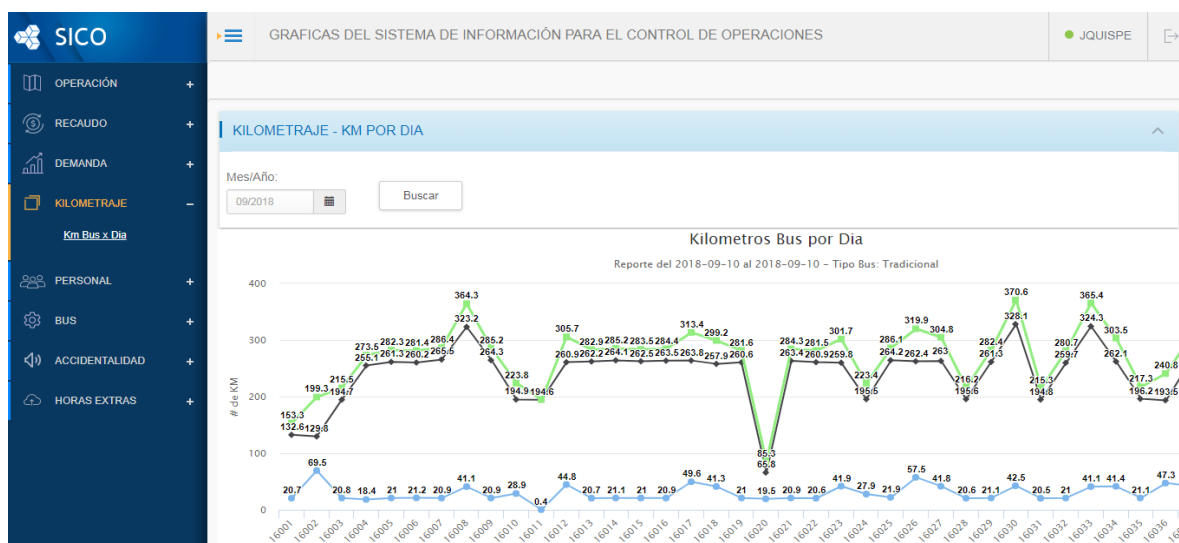 SICO
GRAFICAS DEL SISTEMA DE INFORMACIÓN PARA EL CONTROL DE OPERACIONES
JQUISPE
OPERACIÓN +
RECAUDO +
DEMANDA +
KILOMETRAJE –
Km Bus x Dia
PERSONAL +
BUS +
ACCIDENTALIDAD +
HORAS EXTRAS +
KILOMETRAJE - KM POR DIA
Mes/Año:
09/2018
Buscar
Kilometros Bus por Dia
Reporte del 2018-09-10 al 2018-09-10 - Tipo Bus: Tradicional
# de KM
400
300
200
100
0
153.3 199.3 215.5 273.5 282.3 281.4 286.4 364.3 285.2 223.8 305.7 282.9 285.2 283.5 284.4 313.4 299.2 281.6 85.3 284.3 281.5 301.7 223.4 286.1 319.9 304.8 216.2 282.4 370.6 215.3 280.7 365.4 303.5 217.3 240.8
132.6 129.8 194.7 255.1 261.3 260.2 265.5 323.2 264.3 194.9 194.6 260.9 262.2 264.1 262.5 263.5 263.8 257.9 260.6 65.8 263.4 260.9 259.8 195.5 264.2 262.4 263 195.6 261.3 328.1 194.8 259.7 324.3 262.1 196.2 193.5
20.7 69.5 20.8 18.4 21 21.2 20.9 41.1 20.9 28.9 0.4 44.8 20.7 21.1 21 20.9 49.6 41.3 21 19.5 20.9 20.6 41.9 27.9 21.9 57.5 41.8 20.6 21.1 42.5 20.5 21 41.1 41.4 21.1 47.3
16001 16002 16003 16004 16005 16006 16007 16008 16009 16010 16011 16012 16013 16014 16015 16016 16017 16018 16019 16020 16021 16022 16023 16024 16025 16026 16027 16028 16029 16030 16031 16032 16033 16034 16035 16036